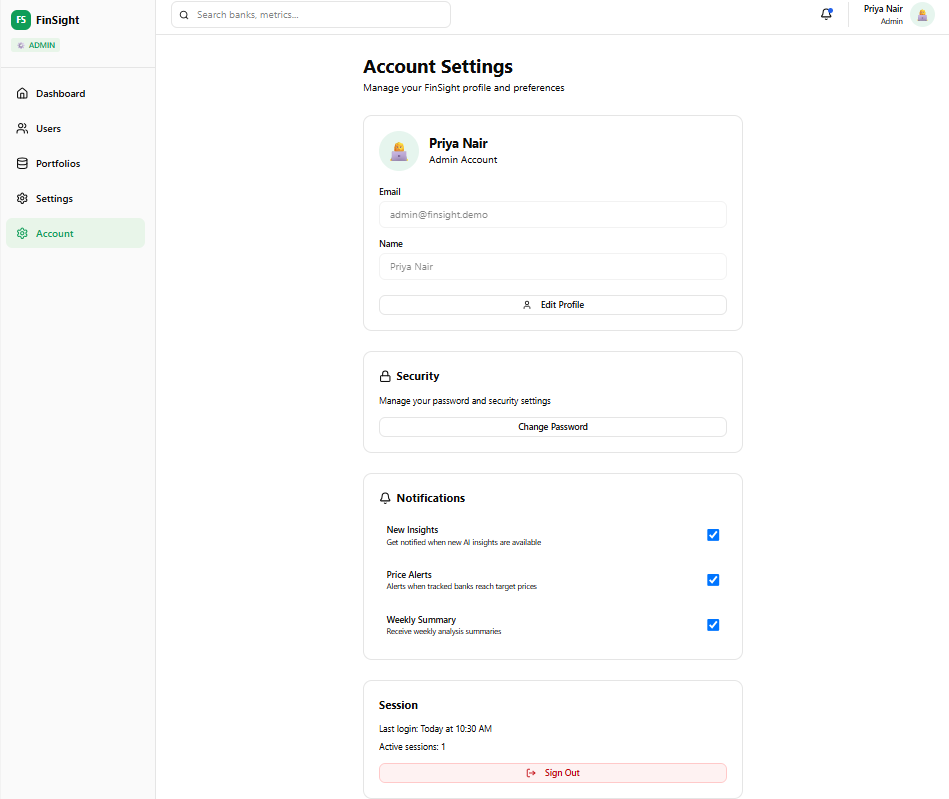 FS FinSight
ADMIN
Dashboard
Users
Portfolios
Settings
Account
Search banks, metrics...
Priya Nair
Admin
Account Settings
Manage your FinSight profile and preferences
Priya Nair
Admin Account
Email
admin@finsight.demo
Name
Priya Nair
Edit Profile
Security
Manage your password and security settings
Change Password
Notifications
New Insights
Get notified when new AI insights are available
Price Alerts
Alerts when tracked banks reach target prices
Weekly Summary
Receive weekly analysis summaries
Session
Last login: Today at 10:30 AM
Active sessions: 1
Sign Out